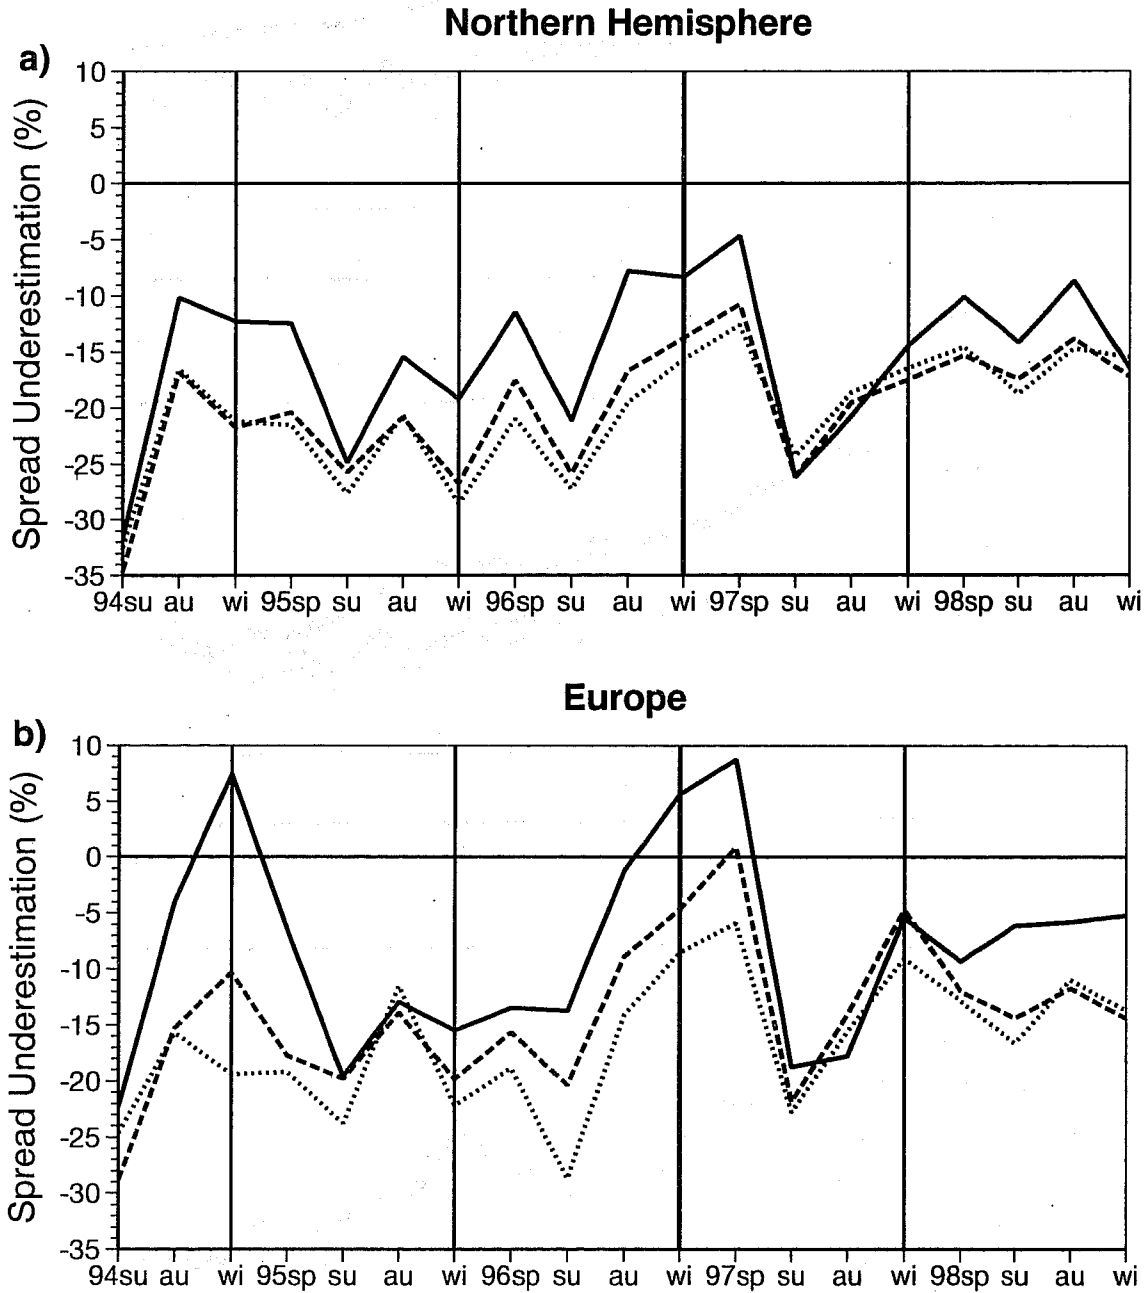 Northern Hemisphere
a)
Spread Underestimation (%)
10
5
0
-5
-10
-15
-20
-25
-30
-35
94su au wi 95sp su au wi 96sp su au wi 97sp su au wi 98sp su au wi
Europe
b)
Spread Underestimation (%)
10
5
0
-5
-10
-15
-20
-25
-30
-35
94su au wi 95sp su au wi 96sp su au wi 97sp su au wi 98sp su au wi